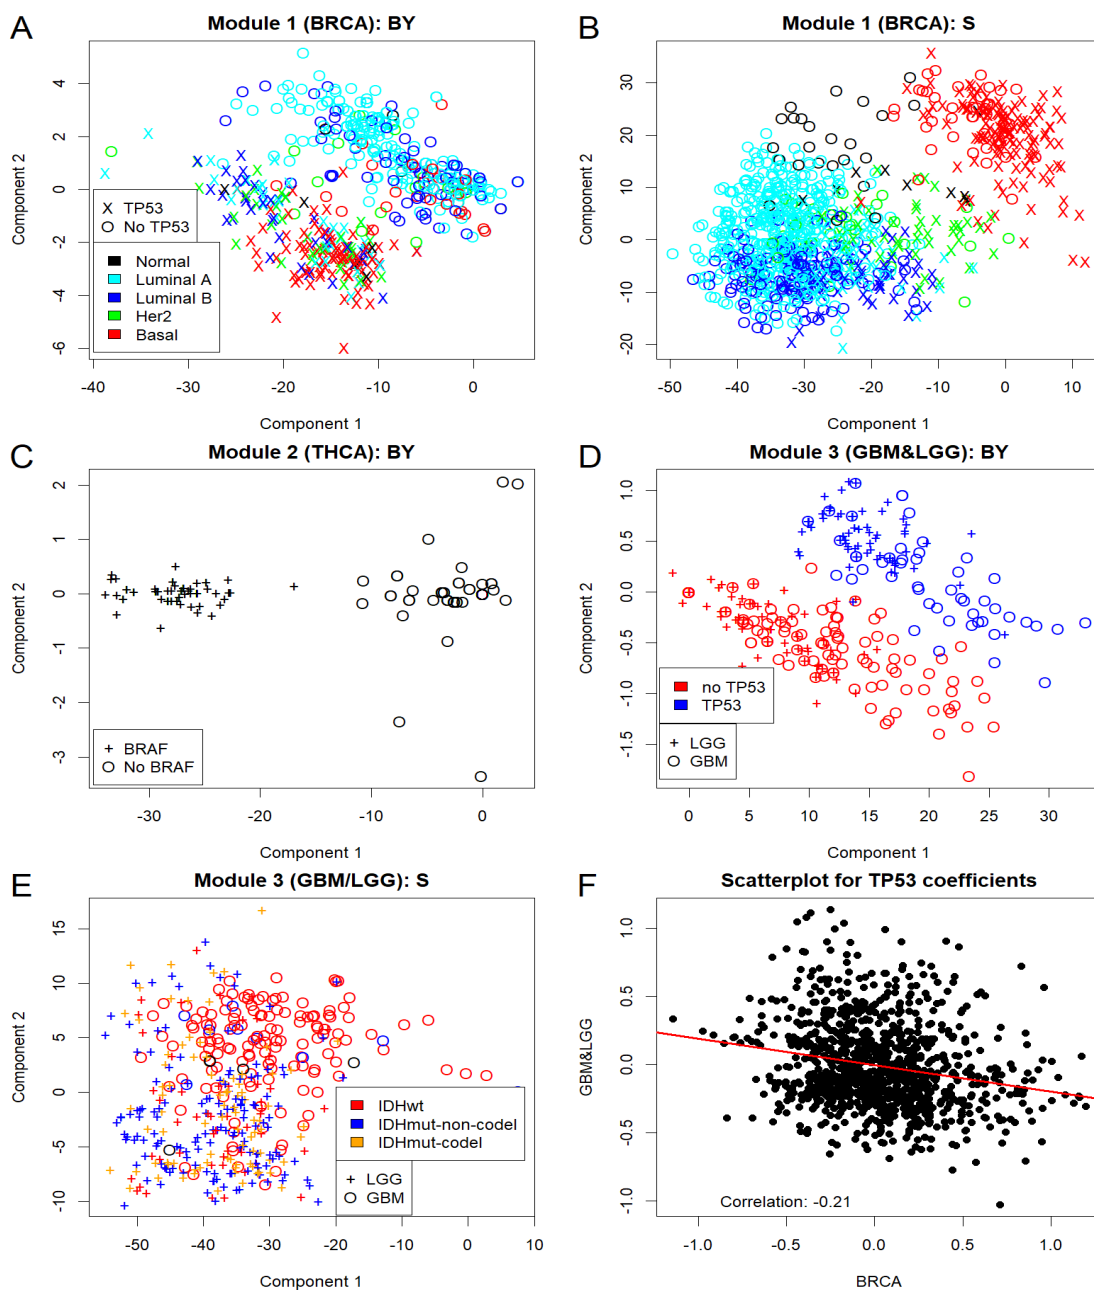 A
Module 1 (BRCA): BY
Component 2
4
2
0
-2
-4
-6
X TP53
O No TP53
Normal
Luminal A
Luminal B
Her2
Basal
-40 -30 -20 -10 0
Component 1
B
Module 1 (BRCA): S
Component 2
30
20
10
0
-10
-20
-50 -40 -30 -20 -10 0 10
Component 1
C
Module 2 (THCA): BY
Component 2
2
1
0
-1
-2
-3
+ BRAF
O No BRAF
-30 -20 -10 0
Component 1
D
Module 3 (GBM&LGG): BY
Component 2
1.0
0.5
0.0
-0.5
-1.0
-1.5
no TP53
TP53
+ LGG
O GBM
0 5 10 15 20 25 30
Component 1
E
Module 3 (GBM/LGG): S
Component 2
15
10
5
0
-5
-10
IDHwt
IDHmut-non-codel
IDHmut-codel
+ LGG
O GBM
-50 -40 -30 -20 -10 0 10
Component 1
F
Scatterplot for TP53 coefficients
GBM&LGG
1.0
0.5
0.0
-0.5
-1.0
Correlation: -0.21
-1.0 -0.5 0.0 0.5 1.0
BRCA